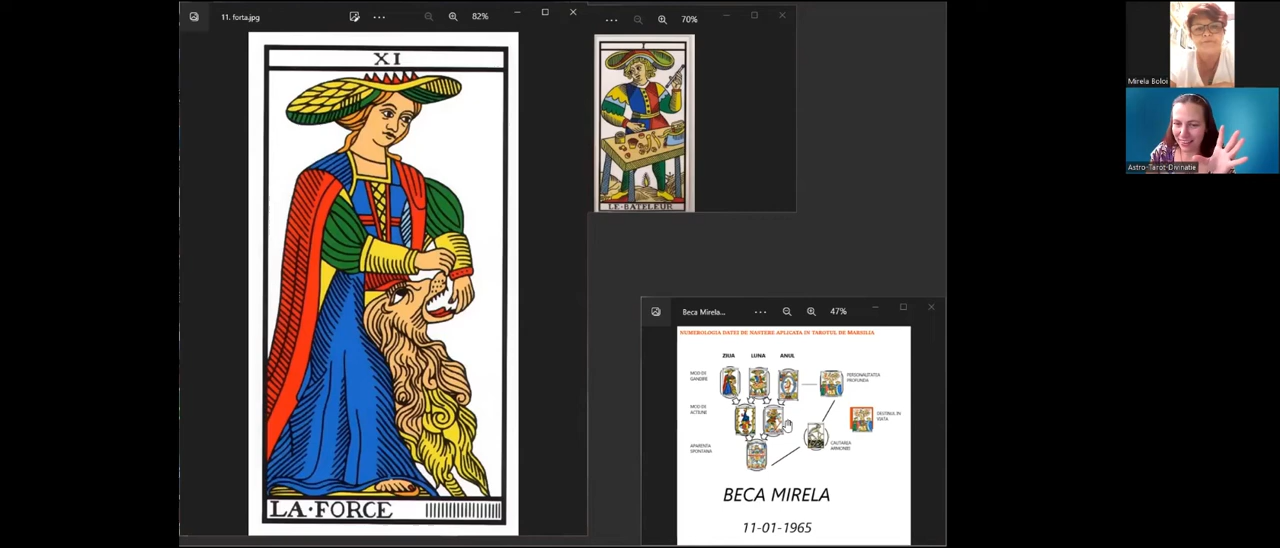 11. forta.jpg
82%
XI
LA·FORCE
70%
I
LE·BATELEUR
Beca Mirela...
47%
NUMEROLOGIA DATEI DE NASTERE APLICATA IN TAROTUL DE MARSILIA
ZIUA LUNA ANUL
MOD DE
GANDIRE
PERSONALITATEA
PROFUNDA
MOD DE
ACTIUNE
DESTINUL IN
VIATA
APARENTA
SPONTANA
CAUTAREA
ARMONIEI
BECA MIRELA
11-01-1965
Mirela Boloi
Astro-Tarot-Divinatie